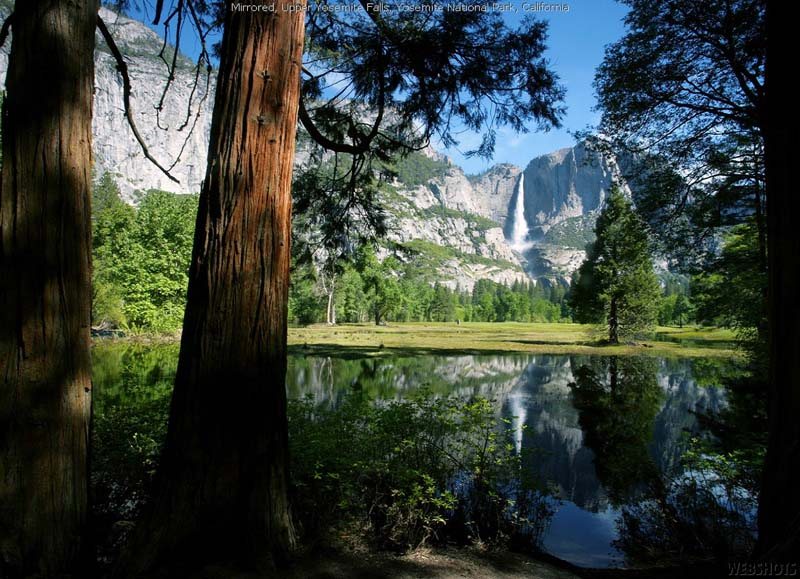 Mirrored, Upper Yosemite Falls, Yosemite National Park, California
WEBSHOTS